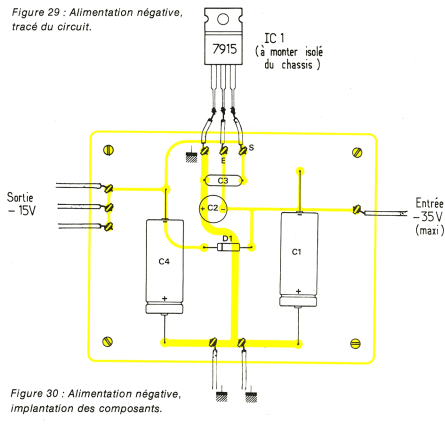 Figure 29 : Alimentation négative,
tracé du circuit.
7915
IC 1
(à monter isolé
du chassis)
E
S
C3
+ C2 -
Sortie
- 15V
Entrée
-35V
(maxi)
D1
C4
C1
+
+
Figure 30 : Alimentation négative,
implantation des composants.